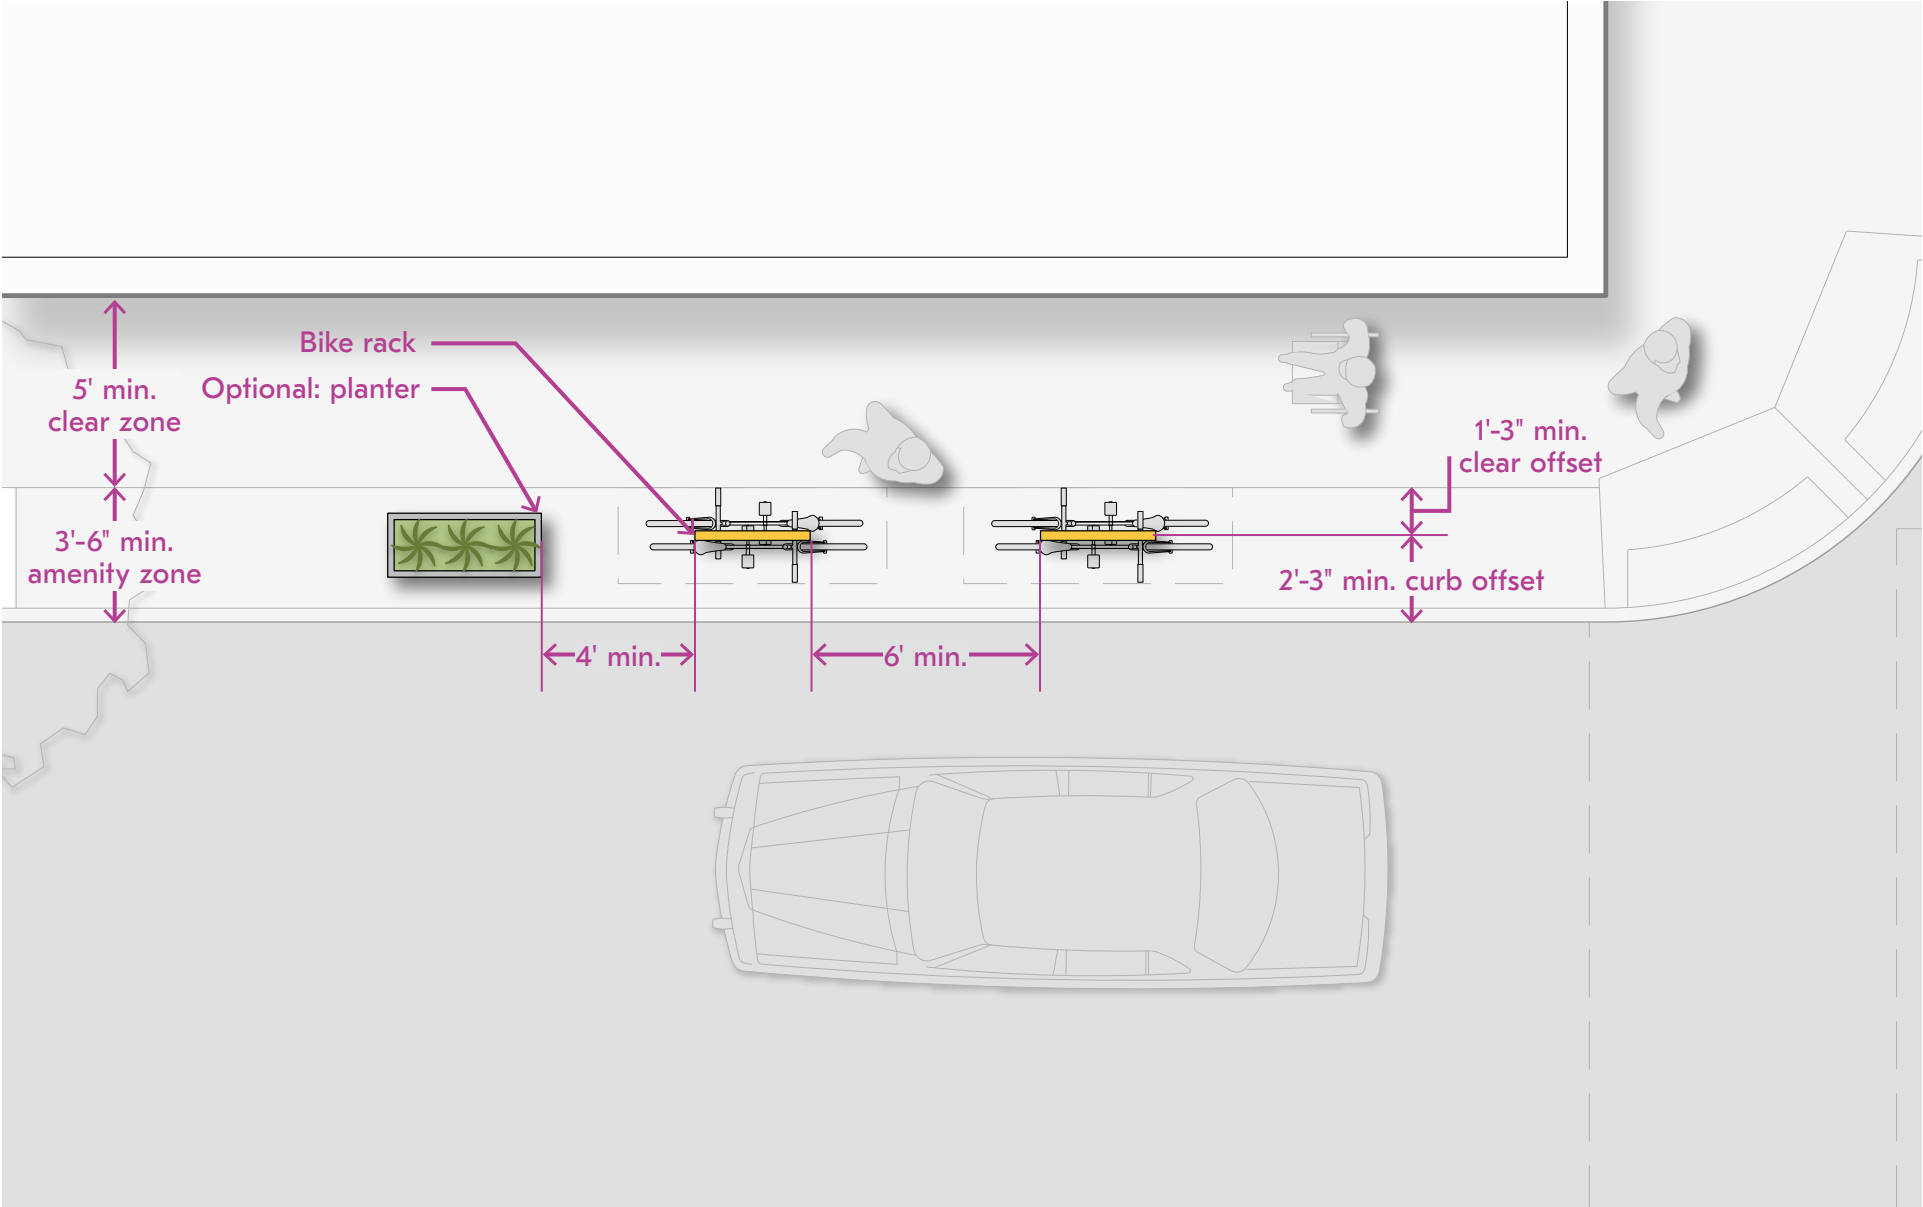 Bike rack
Optional: planter
5' min.
clear zone
1'-3" min.
clear offset
3'-6" min.
amenity zone
2'-3" min. curb offset
4' min.
6' min.